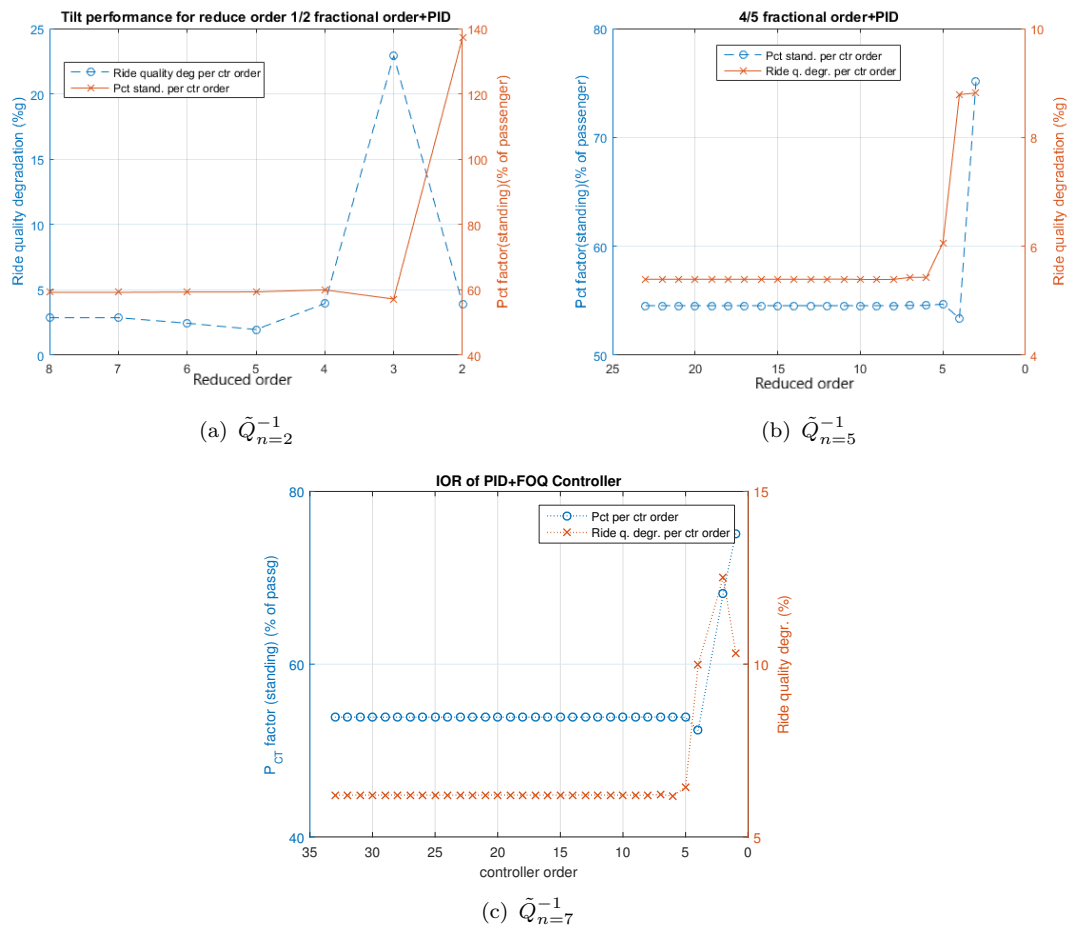 Tilt performance for reduce order 1/2 fractional order+PID
Ride quality deg per ctr order
Pct stand. per ctr order
Ride quality degradation (%g)
25
20
15
10
5
0
Pct factor(standing)(% of passenger)
140
120
100
80
60
40
8 7 6 5 4 3 2
Reduced order
(a) Q̃⁻¹ₙ₌₂
4/5 fractional order+PID
Pct stand. per ctr order
Ride q. degr. per ctr order
Pct factor(standing)(% of passenger)
80
70
60
50
Ride quality degradation (%g)
10
8
6
4
25 20 15 10 5 0
Reduced order
(b) Q̃⁻¹ₙ₌₅
IOR of PID+FOQ Controller
Pct per ctr order
Ride q. degr. per ctr order
P_CT factor (standing) (% of passg)
80
60
40
Ride quality degr. (%)
15
10
5
35 30 25 20 15 10 5 0
controller order
(c) Q̃⁻¹ₙ₌₇